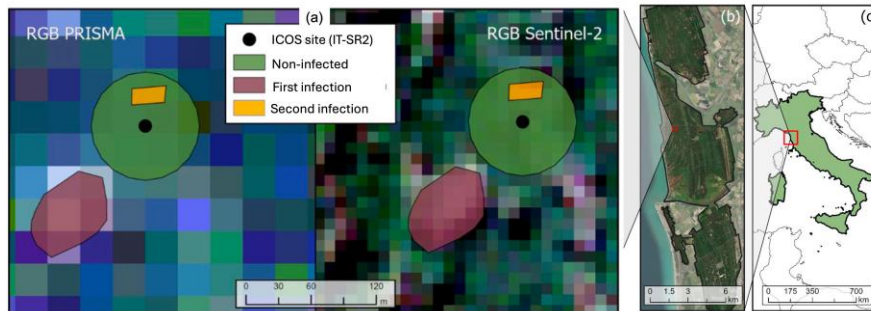 (a)
RGB PRISMA
RGB Sentinel-2
ICOS site (IT-SR2)
Non-infected
First infection
Second infection
0 30 60 120
m
(b)
0 1.5 3 6
km
(c)
0 175 350 700
km